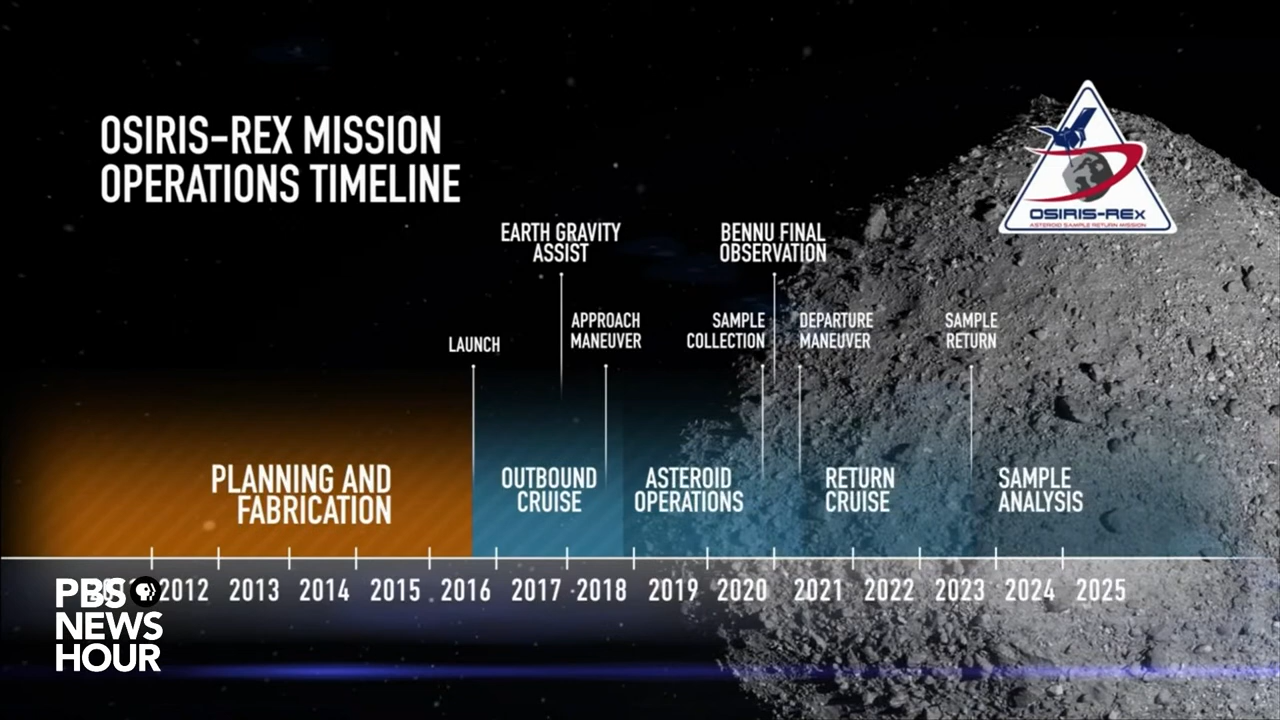 OSIRIS-REX MISSION
OPERATIONS TIMELINE
OSIRIS-REx
ASTEROID SAMPLE RETURN MISSION
EARTH GRAVITY
ASSIST
BENNU FINAL
OBSERVATION
LAUNCH
APPROACH
MANEUVER
SAMPLE
COLLECTION
DEPARTURE
MANEUVER
SAMPLE
RETURN
PLANNING AND
FABRICATION
OUTBOUND
CRUISE
ASTEROID
OPERATIONS
RETURN
CRUISE
SAMPLE
ANALYSIS
2012 2013 2014 2015 2016 2017 2018 2019 2020 2021 2022 2023 2024 2025
PBS
NEWS
HOUR